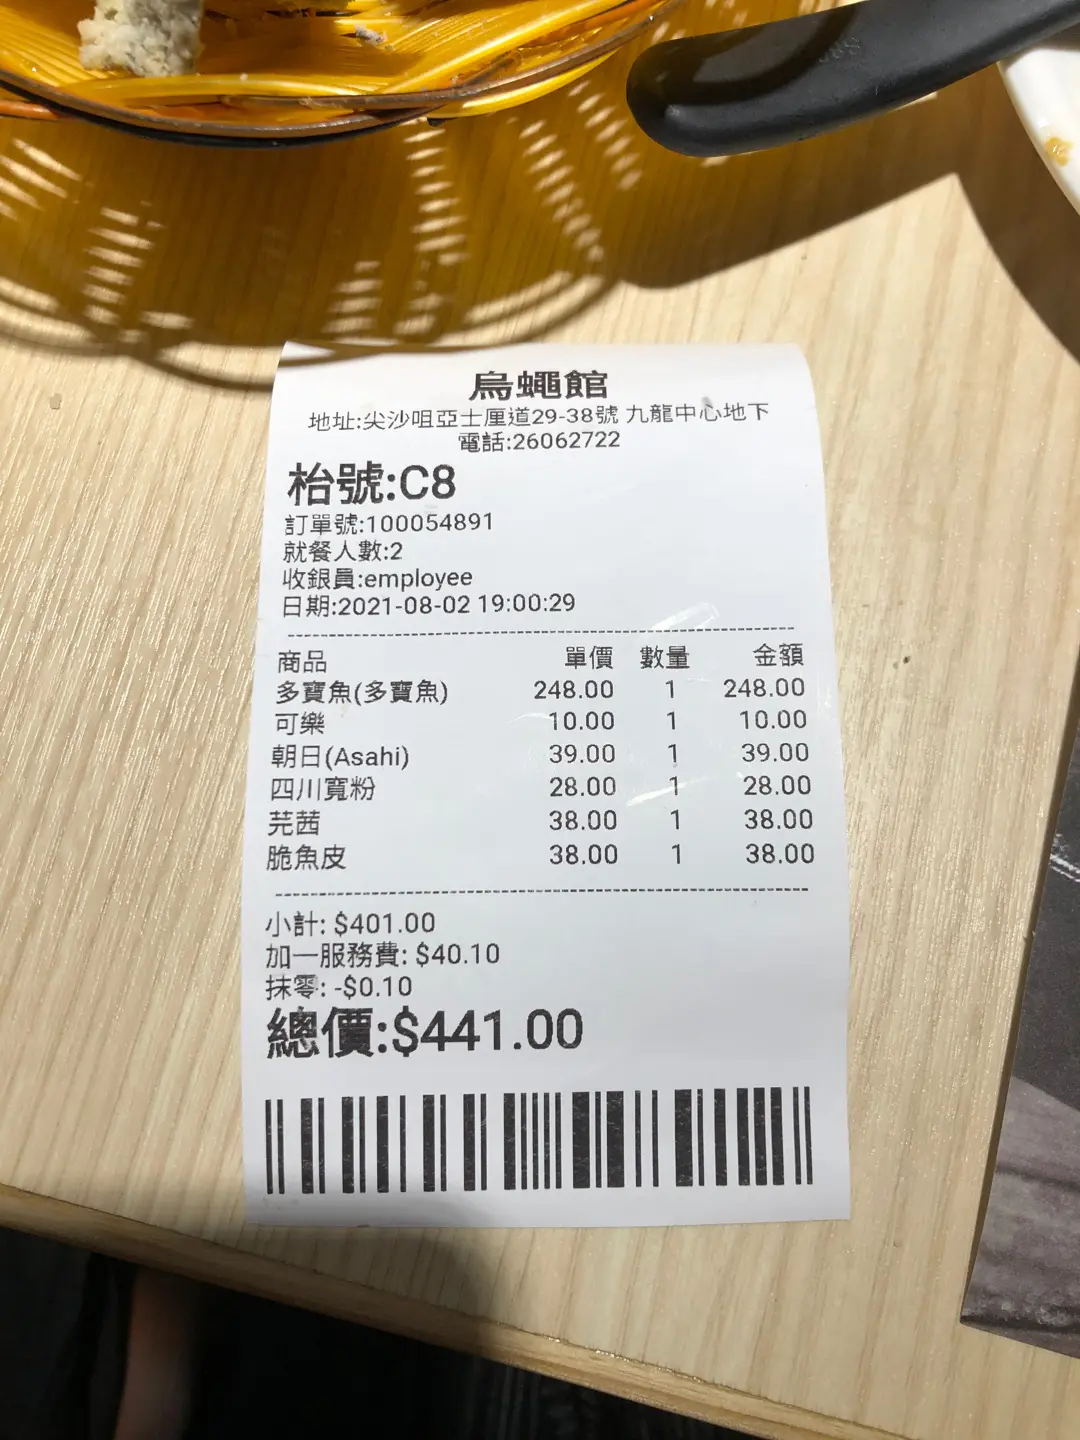 烏蠅館
地址:尖沙咀亞士厘道29-38號 九龍中心地下
電話:26062722
枱號:C8
訂單號:100054891
就餐人數:2
收銀員:employee
日期:2021-08-02 19:00:29
商品 單價 數量 金額
多寶魚(多寶魚) 248.00 1 248.00
可樂 10.00 1 10.00
朝日(Asahi) 39.00 1 39.00
四川寬粉 28.00 1 28.00
芫茜 38.00 1 38.00
脆魚皮 38.00 1 38.00
小計: $401.00
加一服務費: $40.10
抹零: -$0.10
總價:$441.00